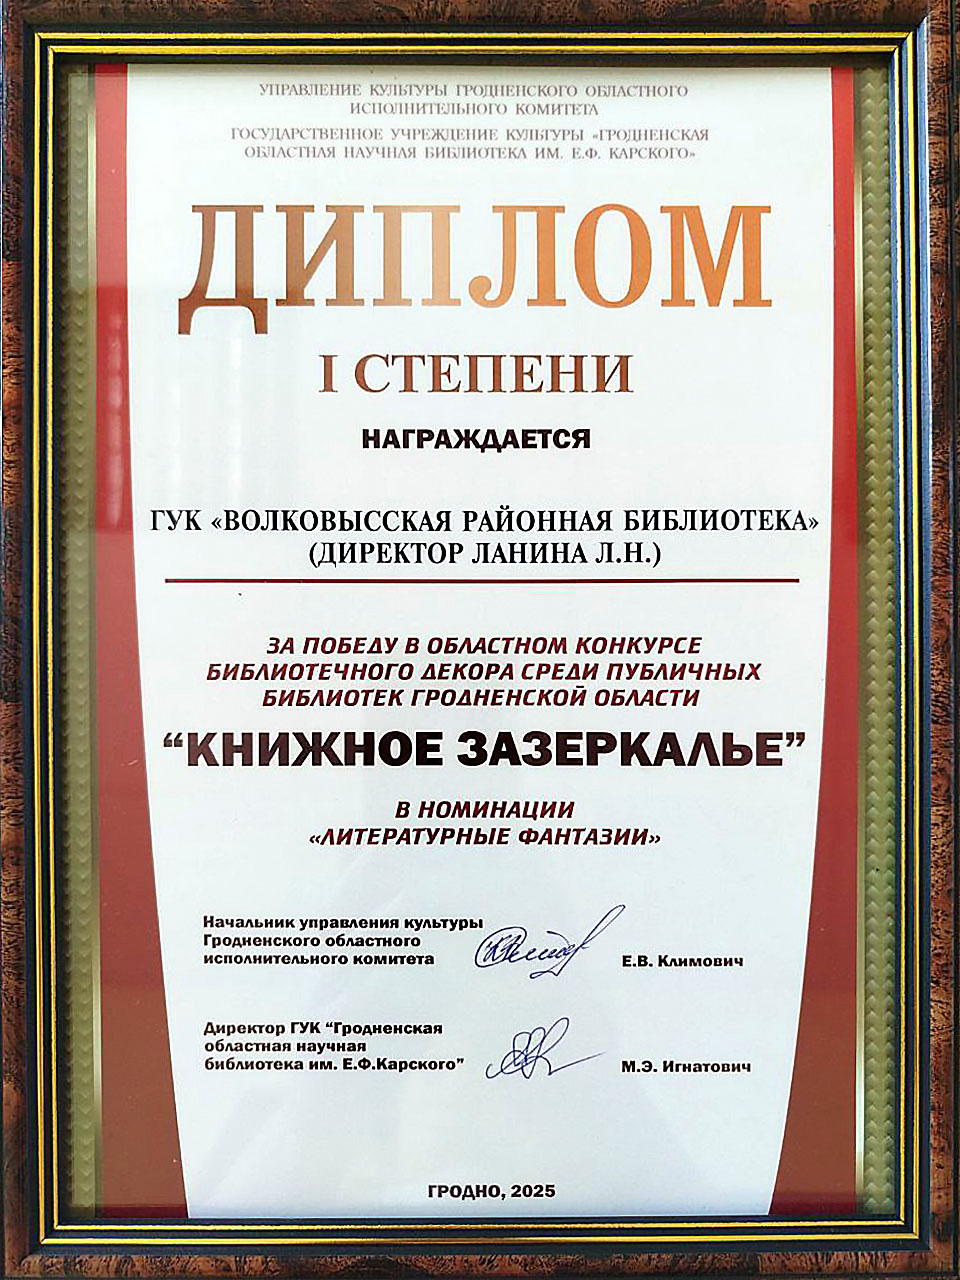 УПРАВЛЕНИЕ КУЛЬТУРЫ ГРОДНЕНСКОГО ОБЛАСТНОГО
ИСПОЛНИТЕЛЬНОГО КОМИТЕТА
ГОСУДАРСТВЕННОЕ УЧРЕЖДЕНИЕ КУЛЬТУРЫ «ГРОДНЕНСКАЯ
ОБЛАСТНАЯ НАУЧНАЯ БИБЛИОТЕКА ИМ. Е.Ф. КАРСКОГО»
ДИПЛОМ
I СТЕПЕНИ
НАГРАЖДАЕТСЯ
ГУК «ВОЛКОВЫССКАЯ РАЙОННАЯ БИБЛИОТЕКА»
(ДИРЕКТОР ЛАНИНА Л.Н.)
ЗА ПОБЕДУ В ОБЛАСТНОМ КОНКУРСЕ
БИБЛИОТЕЧНОГО ДЕКОРА СРЕДИ ПУБЛИЧНЫХ
БИБЛИОТЕК ГРОДНЕНСКОЙ ОБЛАСТИ
“КНИЖНОЕ ЗАЗЕРКАЛЬЕ”
В НОМИНАЦИИ
«ЛИТЕРАТУРНЫЕ ФАНТАЗИИ»
Начальник управления культуры
Гродненского областного
исполнительного комитета Е.В. Климович
Директор ГУК “Гродненская
областная научная
библиотека им. Е.Ф.Карского” М.Э. Игнатович
ГРОДНО, 2025